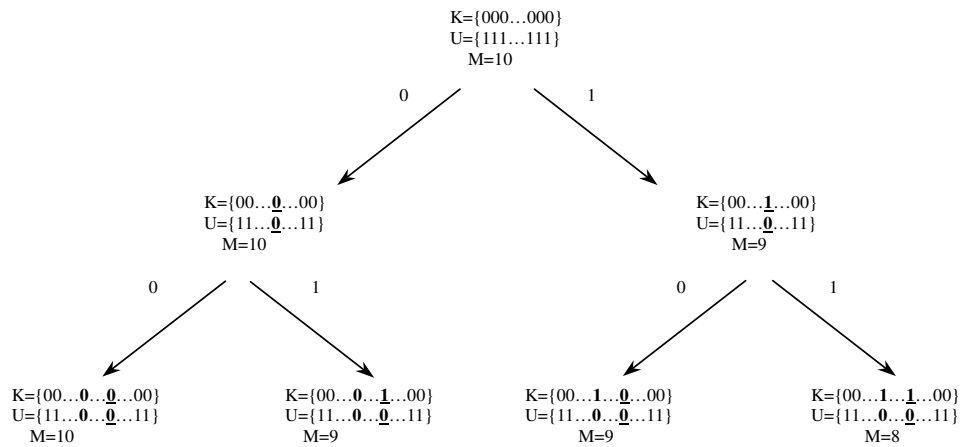 K={000…000}
U={111…111}
M=10
0
1
K={00…0…00}
U={11…0…11}
M=10
K={00…1…00}
U={11…0…11}
M=9
0
1
0
1
K={00…0…0…00}
U={11…0…0…11}
M=10
K={00…0…1…00}
U={11…0…0…11}
M=9
K={00…1…0…00}
U={11…0…0…11}
M=9
K={00…1…1…00}
U={11…0…0…11}
M=8